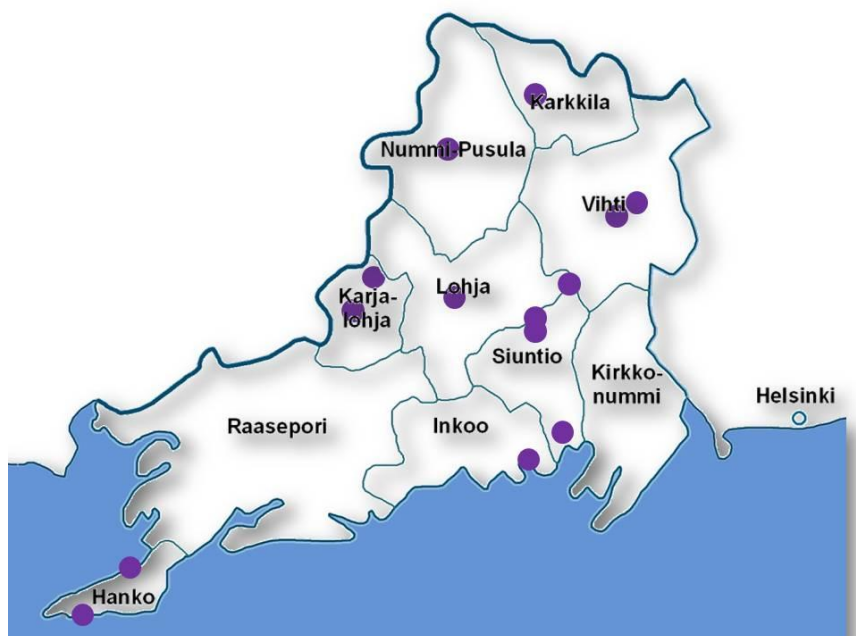 Karkkila
Nummi-Pusula
Vihti
Lohja
Karja-
lohja
Siuntio
Kirkko-
nummi
Helsinki
Raasepori
Inkoo
Hanko